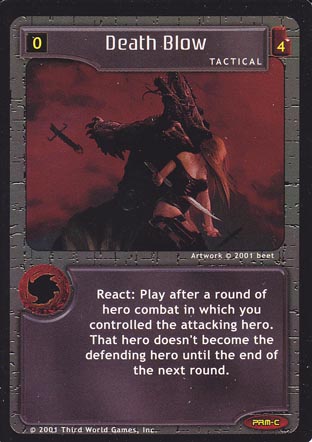 0
Death Blow
4
TACTICAL
Artwork © 2001 beet
React: Play after a round of
hero combat in which you
controlled the attacking hero.
That hero doesn't become the
defending hero until the end of
the next round.
PRM-C
© 2001 Third World Games, Inc.